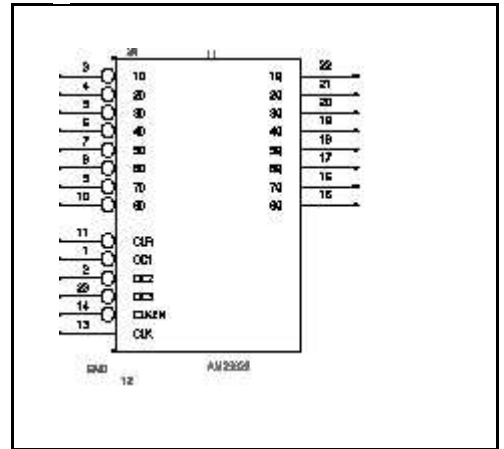 3 1D 1Q 22
4 2D 2Q 21
5 3D 3Q 20
6 4D 4Q 19
7 5D 5Q 18
8 6D 6Q 17
9 7D 7Q 16
10 8D 8Q 15
11 CLR
1 OC1
2 OC2
23 OC3
14 CLKEN
13 CLK
GND
12